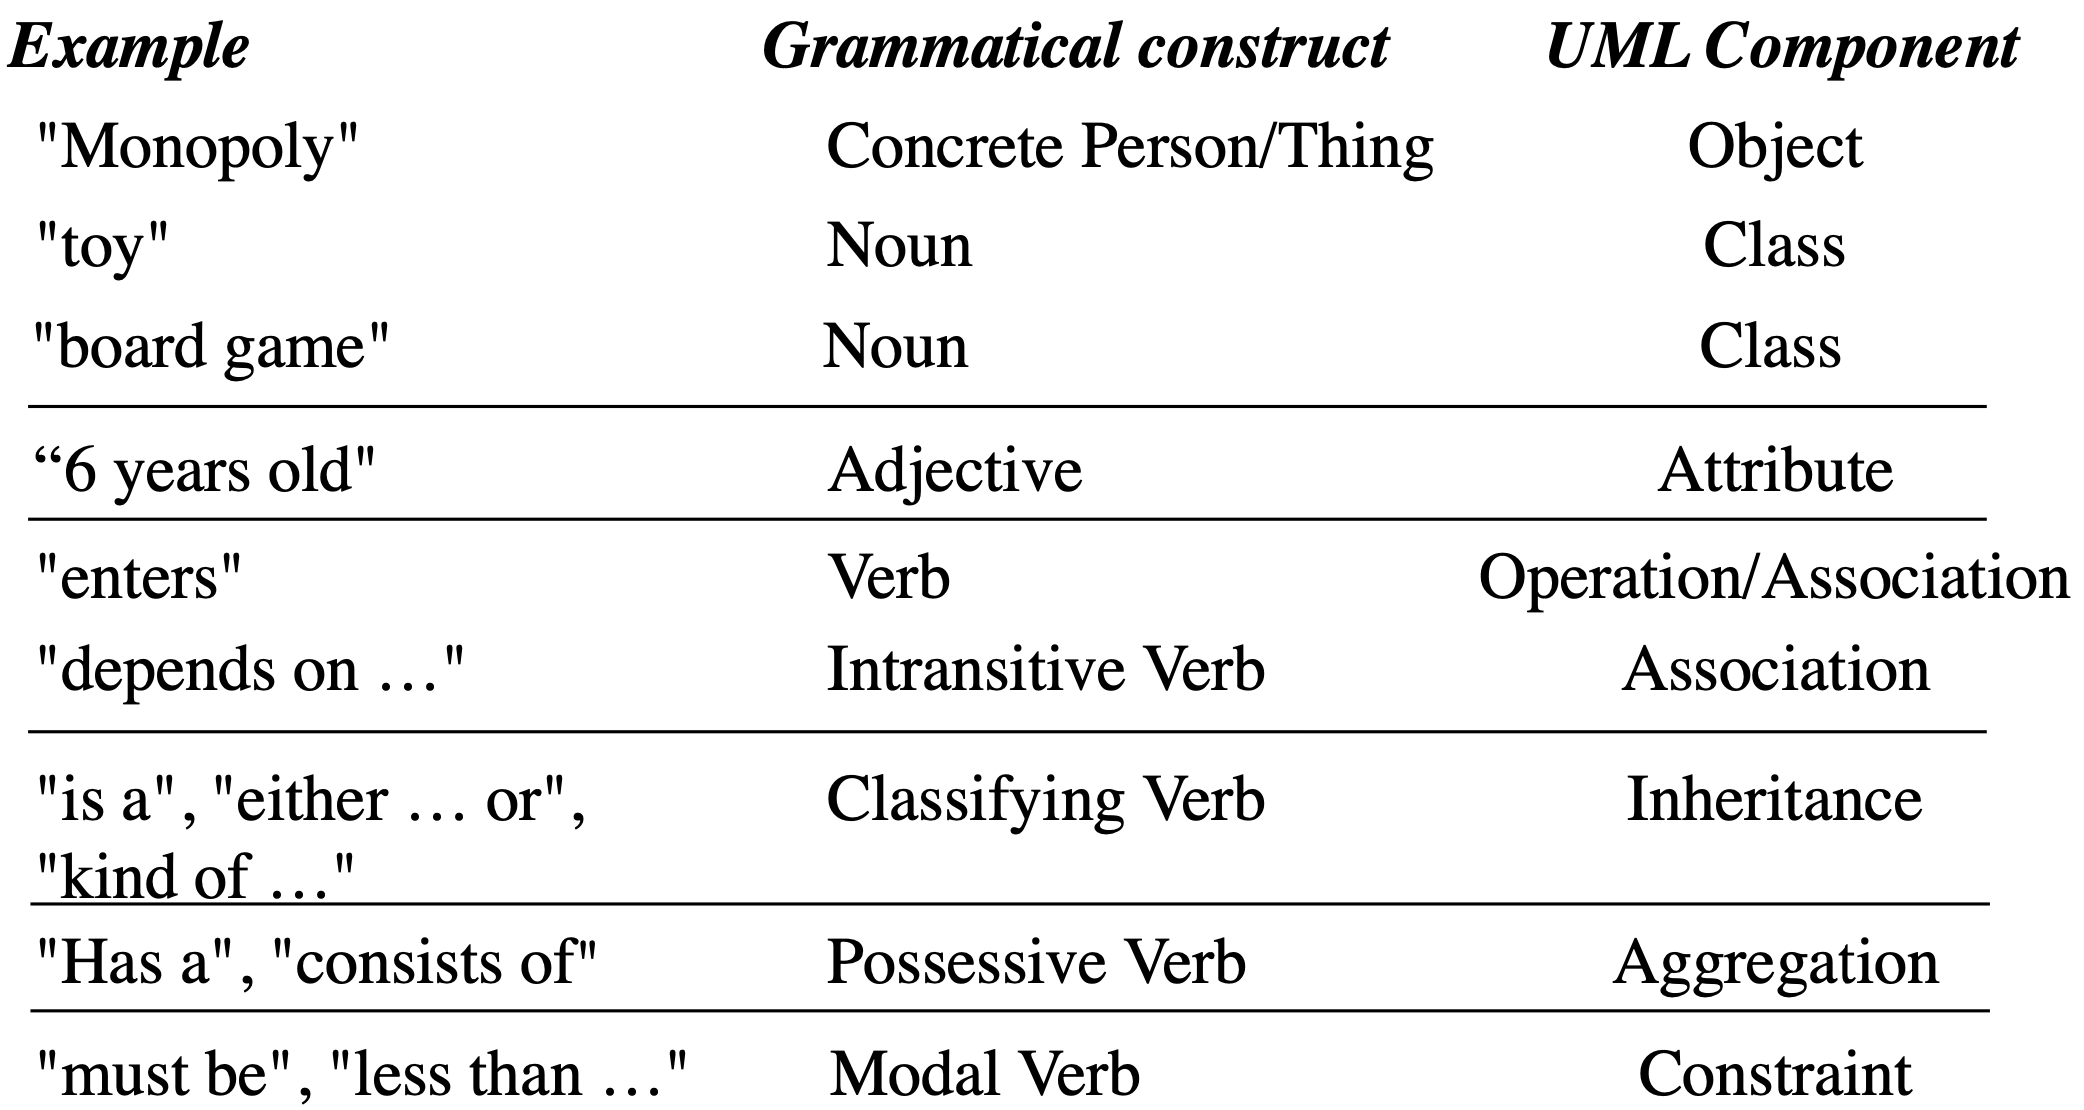 Example Grammatical construct UML Component
"Monopoly" Concrete Person/Thing Object
"toy" Noun Class
"board game" Noun Class
“6 years old" Adjective Attribute
"enters" Verb Operation/Association
"depends on …" Intransitive Verb Association
"is a", "either … or", Classifying Verb Inheritance
"kind of …"
"Has a", "consists of" Possessive Verb Aggregation
"must be", "less than …" Modal Verb Constraint